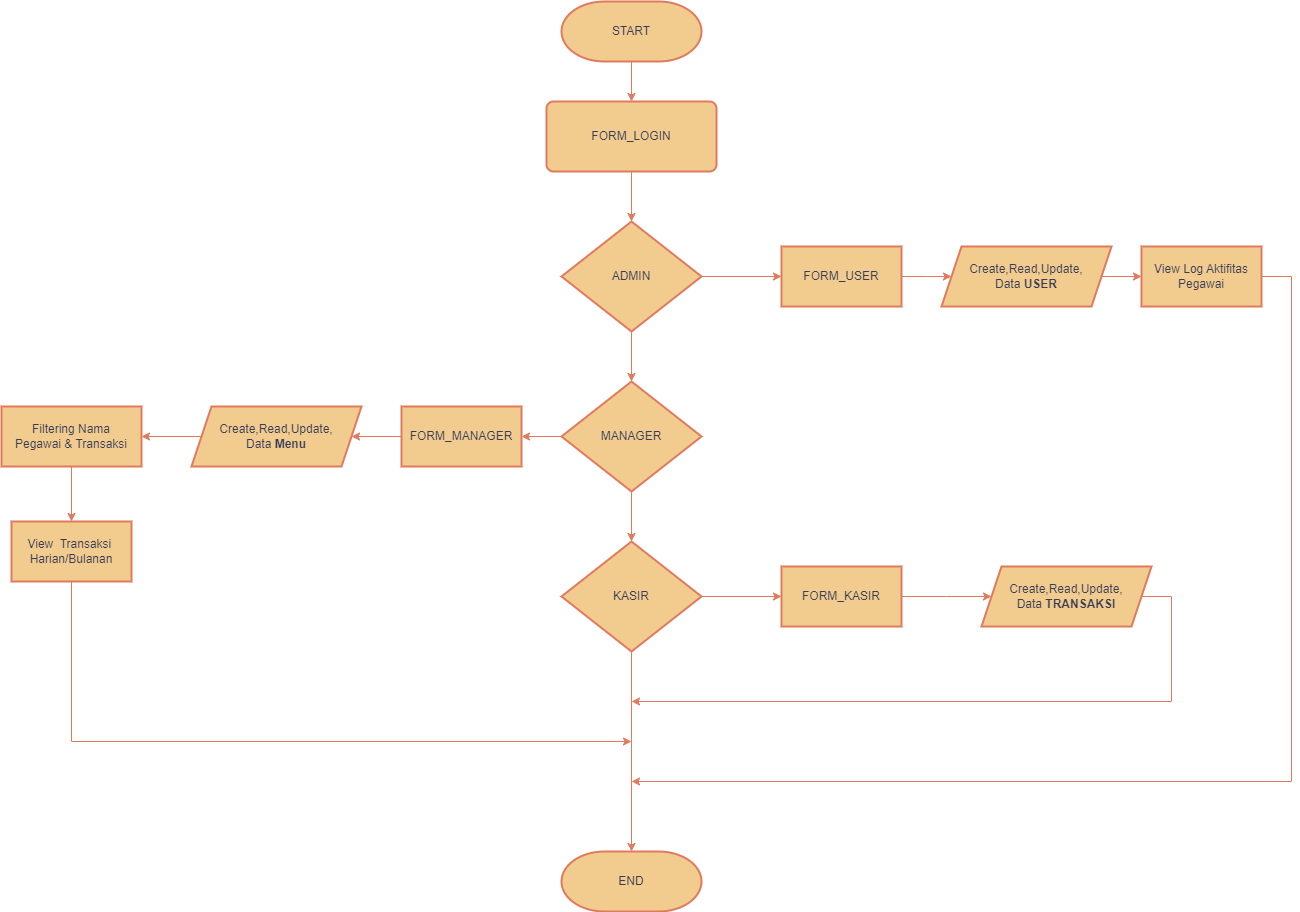 START
FORM_LOGIN
ADMIN
FORM_USER
Create,Read,Update,
Data USER
View Log Aktifitas
Pegawai
MANAGER
FORM_MANAGER
Create,Read,Update,
Data Menu
Filtering Nama
Pegawai & Transaksi
View Transaksi
Harian/Bulanan
KASIR
FORM_KASIR
Create,Read,Update,
Data TRANSAKSI
END